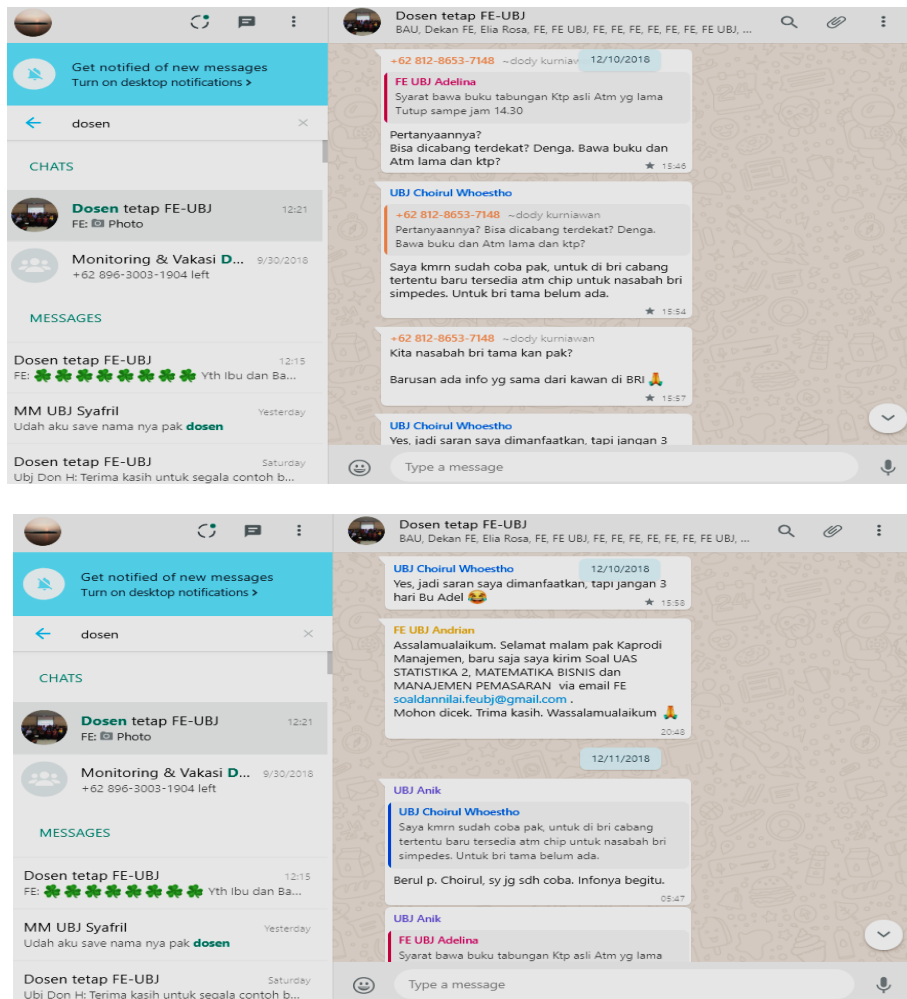 Get notified of new messages
Turn on desktop notifications >
dosen
CHATS
Dosen tetap FE-UBJ 12:21
FE: Photo
Monitoring & Vakasi D... 9/30/2018
+62 896-3003-1904 left
MESSAGES
Dosen tetap FE-UBJ 12:15
FE: ☘☘☘☘☘☘☘☘ Yth Ibu dan Ba...
MM UBJ Syafril Yesterday
Udah aku save nama nya pak dosen
Dosen tetap FE-UBJ Saturday
Ubj Don H: Terima kasih untuk segala contoh b...
Dosen tetap FE-UBJ
BAU, Dekan FE, Elia Rosa, FE, FE UBJ, FE, FE, FE, FE, FE, FE UBJ, ...
+62 812-8653-7148 ~dody kurniaw 12/10/2018
FE UBJ Adelina
Syarat bawa buku tabungan Ktp asli Atm yg lama
Tutup sampe jam 14.30
Pertanyaannya?
Bisa dicabang terdekat? Denga. Bawa buku dan
Atm lama dan ktp?
★ 15:46
UBJ Choirul Whoestho
+62 812-8653-7148 ~dody kurniawan
Pertanyaannya? Bisa dicabang terdekat? Denga.
Bawa buku dan Atm lama dan ktp?
Saya kmrn sudah coba pak, untuk di bri cabang
tertentu baru tersedia atm chip untuk nasabah bri
simpedes. Untuk bri tama belum ada.
★ 15:54
+62 812-8653-7148 ~dody kurniawan
Kita nasabah bri tama kan pak?
Barusan ada info yg sama dari kawan di BRI 🙏
★ 15:57
UBJ Choirul Whoestho
Yes, jadi saran saya dimanfaatkan, tapi jangan 3
Type a message
Get notified of new messages
Turn on desktop notifications >
dosen
CHATS
Dosen tetap FE-UBJ 12:21
FE: Photo
Monitoring & Vakasi D... 9/30/2018
+62 896-3003-1904 left
MESSAGES
Dosen tetap FE-UBJ 12:15
FE: ☘☘☘☘☘☘☘☘ Yth Ibu dan Ba...
MM UBJ Syafril Yesterday
Udah aku save nama nya pak dosen
Dosen tetap FE-UBJ Saturday
Ubj Don H: Terima kasih untuk segala contoh b...
Dosen tetap FE-UBJ
BAU, Dekan FE, Elia Rosa, FE, FE UBJ, FE, FE, FE, FE, FE, FE UBJ, ...
UBJ Choirul Whoestho 12/10/2018
Yes, jadi saran saya dimanfaatkan, tapi jangan 3
hari Bu Adel 😂
★ 15:58
FE UBJ Andrian
Assalamualaikum. Selamat malam pak Kaprodi
Manajemen, baru saja saya kirim Soal UAS
STATISTIKA 2, MATEMATIKA BISNIS dan
MANAJEMEN PEMASARAN via email FE
soaldannilai.feubj@gmail.com .
Mohon dicek. Trima kasih. Wassalamualaikum 🙏
20:48
12/11/2018
UBJ Anik
UBJ Choirul Whoestho
Saya kmrn sudah coba pak, untuk di bri cabang
tertentu baru tersedia atm chip untuk nasabah bri
simpedes. Untuk bri tama belum ada.
Berul p. Choirul, sy jg sdh coba. Infonya begitu.
05:47
UBJ Anik
FE UBJ Adelina
Syarat bawa buku tabungan Ktp asli Atm yg lama
Type a message